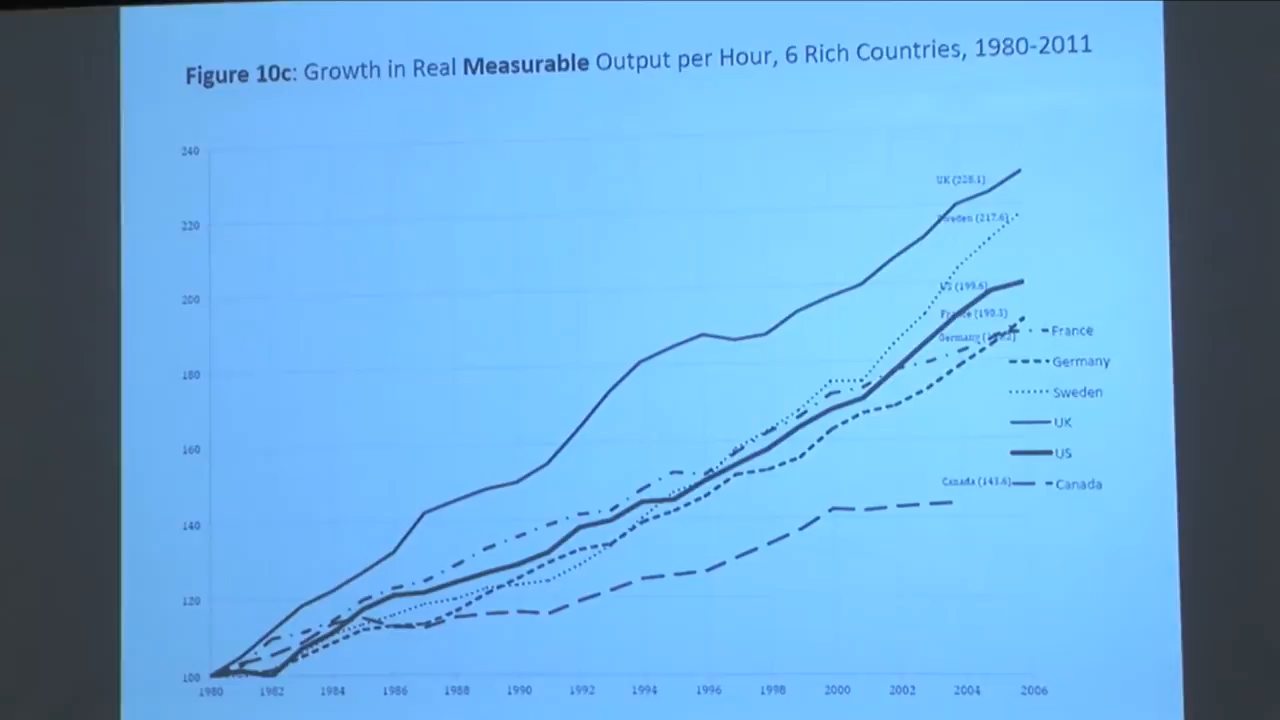 Figure 10c: Growth in Real Measurable Output per Hour, 6 Rich Countries, 1980-2011
240
220
200
180
160
140
120
100
UK (228.1)
Sweden (217.6)
US (199.6)
France (190.3)
Germany
Canada (143.6)
France
Germany
Sweden
UK
US
Canada
1980 1982 1984 1986 1988 1990 1992 1994 1996 1998 2000 2002 2004 2006